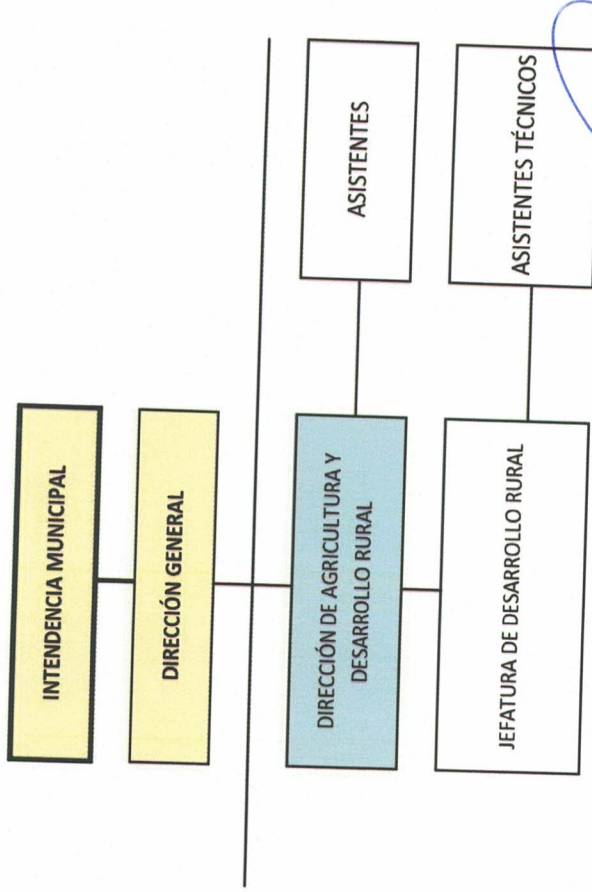 INTENDENCIA MUNICIPAL
DIRECCIÓN GENERAL
DIRECCIÓN DE AGRICULTURA Y
DESARROLLO RURAL
ASISTENTES
JEFATURA DE DESARROLLO RURAL
ASISTENTES TÉCNICOS